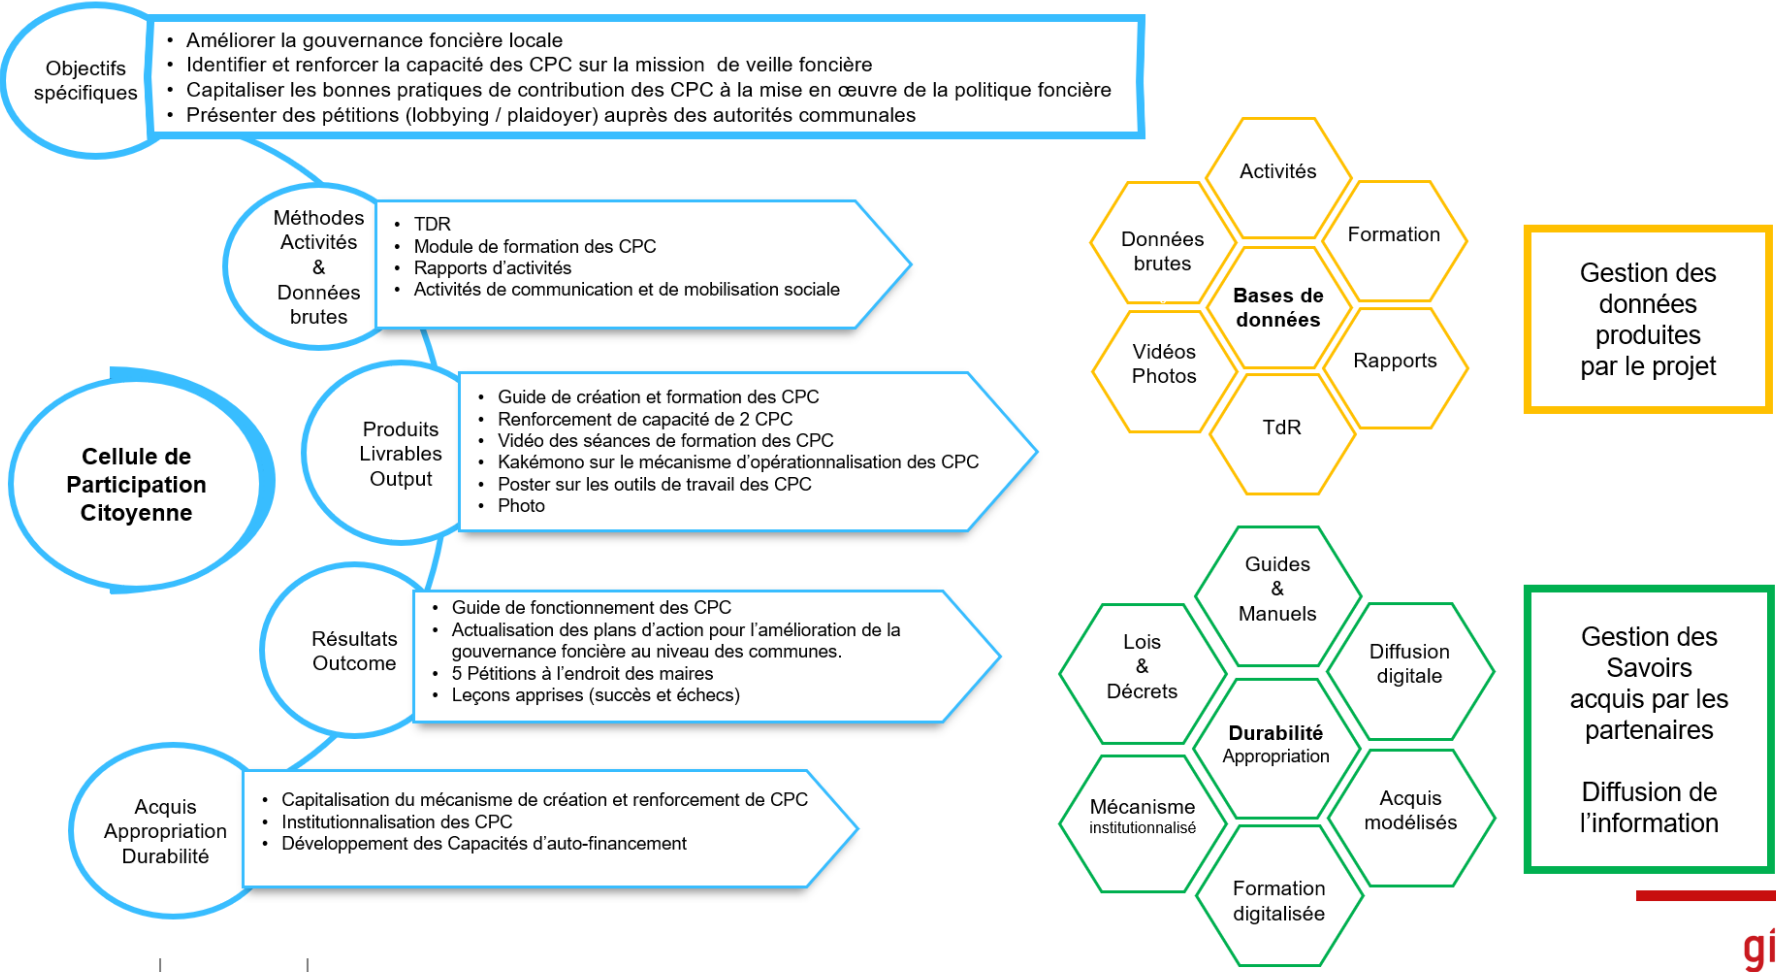 Objectifs
spécifiques
• Améliorer la gouvernance foncière locale
• Identifier et renforcer la capacité des CPC sur la mission de veille foncière
• Capitaliser les bonnes pratiques de contribution des CPC à la mise en œuvre de la politique foncière
• Présenter des pétitions (lobbying / plaidoyer) auprès des autorités communales
Méthodes
Activités
&
Données
brutes
• TDR
• Module de formation des CPC
• Rapports d’activités
• Activités de communication et de mobilisation sociale
Cellule de
Participation
Citoyenne
Produits
Livrables
Output
• Guide de création et formation des CPC
• Renforcement de capacité de 2 CPC
• Vidéo des séances de formation des CPC
• Kakémono sur le mécanisme d’opérationnalisation des CPC
• Poster sur les outils de travail des CPC
• Photo
Résultats
Outcome
• Guide de fonctionnement des CPC
• Actualisation des plans d’action pour l’amélioration de la
gouvernance foncière au niveau des communes.
• 5 Pétitions à l’endroit des maires
• Leçons apprises (succès et échecs)
Acquis
Appropriation
Durabilité
• Capitalisation du mécanisme de création et renforcement de CPC
• Institutionnalisation des CPC
• Développement des Capacités d’auto-financement
Activités
Données
brutes
Formation
Bases de
données
Vidéos
Photos
Rapports
TdR
Gestion des
données
produites
par le projet
Guides
&
Manuels
Lois
&
Décrets
Diffusion
digitale
Durabilité
Appropriation
Mécanisme
institutionnalisé
Acquis
modélisés
Formation
digitalisée
Gestion des
Savoirs
acquis par les
partenaires
Diffusion de
l’information
gi